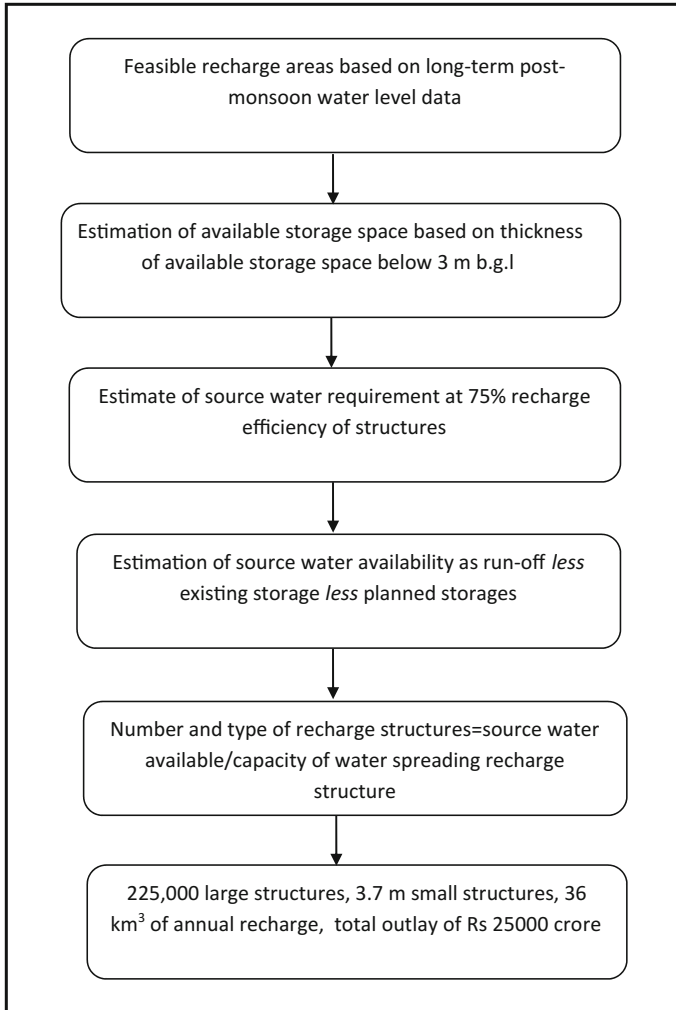 Feasible recharge areas based on long-term post-
monsoon water level data
Estimation of available storage space based on thickness
of available storage space below 3 m b.g.l
Estimate of source water requirement at 75% recharge
efficiency of structures
Estimation of source water availability as run-off less
existing storage less planned storages
Number and type of recharge structures=source water
available/capacity of water spreading recharge
structure
225,000 large structures, 3.7 m small structures, 36
km³ of annual recharge, total outlay of Rs 25000 crore